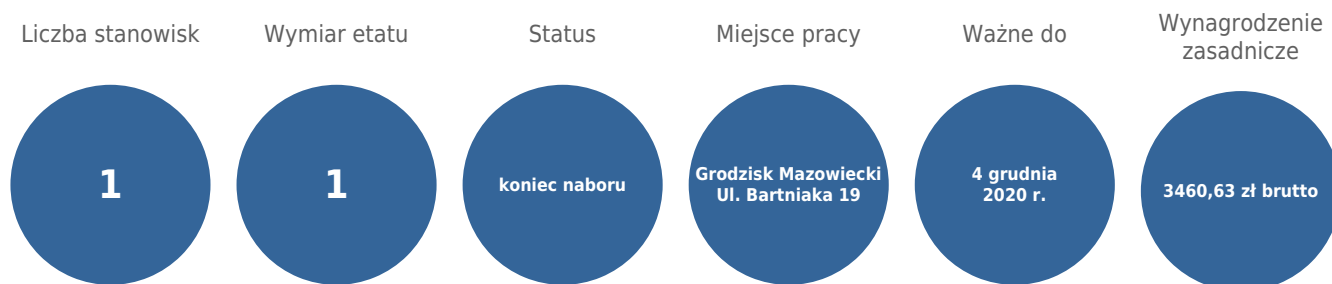 Liczba stanowisk
1
Wymiar etatu
1
Status
koniec naboru
Miejsce pracy
Grodzisk Mazowiecki
Ul. Bartniaka 19
Ważne do
4 grudnia
2020 r.
Wynagrodzenie
zasadnicze
3460,63 zł brutto